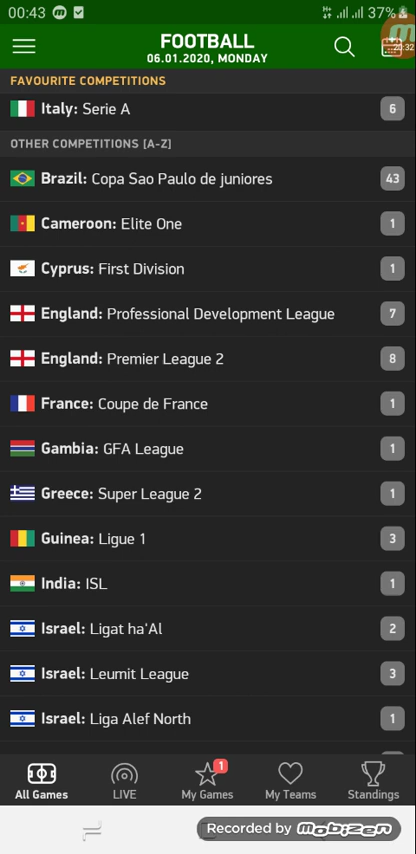 00:43 37%
FOOTBALL
06.01.2020, MONDAY
20:32
FAVOURITE COMPETITIONS
Italy: Serie A 6
OTHER COMPETITIONS [A-Z]
Brazil: Copa Sao Paulo de juniores 43
Cameroon: Elite One 1
Cyprus: First Division 1
England: Professional Development League 7
England: Premier League 2 8
France: Coupe de France 1
Gambia: GFA League 1
Greece: Super League 2 1
Guinea: Ligue 1 3
India: ISL 1
Israel: Ligat ha'Al 2
Israel: Leumit League 3
Israel: Liga Alef North 1
1
All Games LIVE My Games My Teams Standings
Recorded by Mobizen